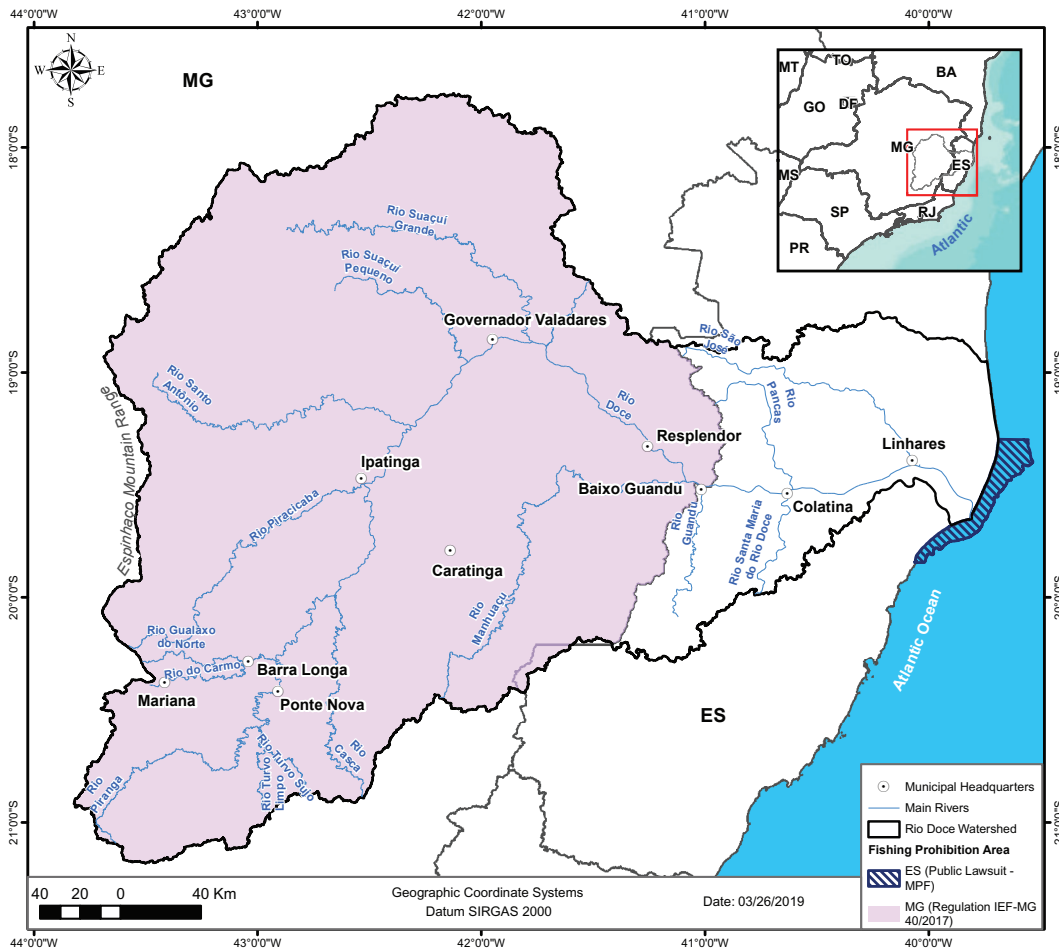 44°0'0"W
43°0'0"W
42°0'0"W
41°0'0"W
40°0'0"W
N
W
E
S
MG
MT
TO
BA
GO
DF
MG
ES
MS
SP
RJ
PR
Atlantic
18°0'0"S
18°0'0"S
Rio Suaçuí
Grande
Rio Suaçuí
Pequeno
Governador Valadares
Rio São
José
19°0'0"S
19°0'0"S
Rio Santo
Antônio
Espinhaco Mountain Range
Rio
Doce
Rio
Pancas
Resplendor
Linhares
Ipatinga
Baixo Guandu
Colatina
Rio Piracicaba
Rio
Guandu
Rio Santa Maria
do Rio Doce
Caratinga
20°0'0"S
20°0'0"S
Rio
Manhuaçu
Rio Gualaxo
do Norte
Rio do Carmo
Barra Longa
Mariana
Ponte Nova
Atlantic Ocean
ES
Rio
Casca
Rio Turvo Sujo
Rio Turvo
Limpo
Rio
Piranga
21°0'0"S
21°0'0"S
Municipal Headquarters
Main Rivers
Rio Doce Watershed
Fishing Prohibition Area
ES (Public Lawsuit -
MPF)
MG (Regulation IEF-MG
40/2017)
40 20 0 40 Km
Geographic Coordinate Systems
Datum SIRGAS 2000
Date: 03/26/2019
44°0'0"W
43°0'0"W
42°0'0"W
41°0'0"W
40°0'0"W